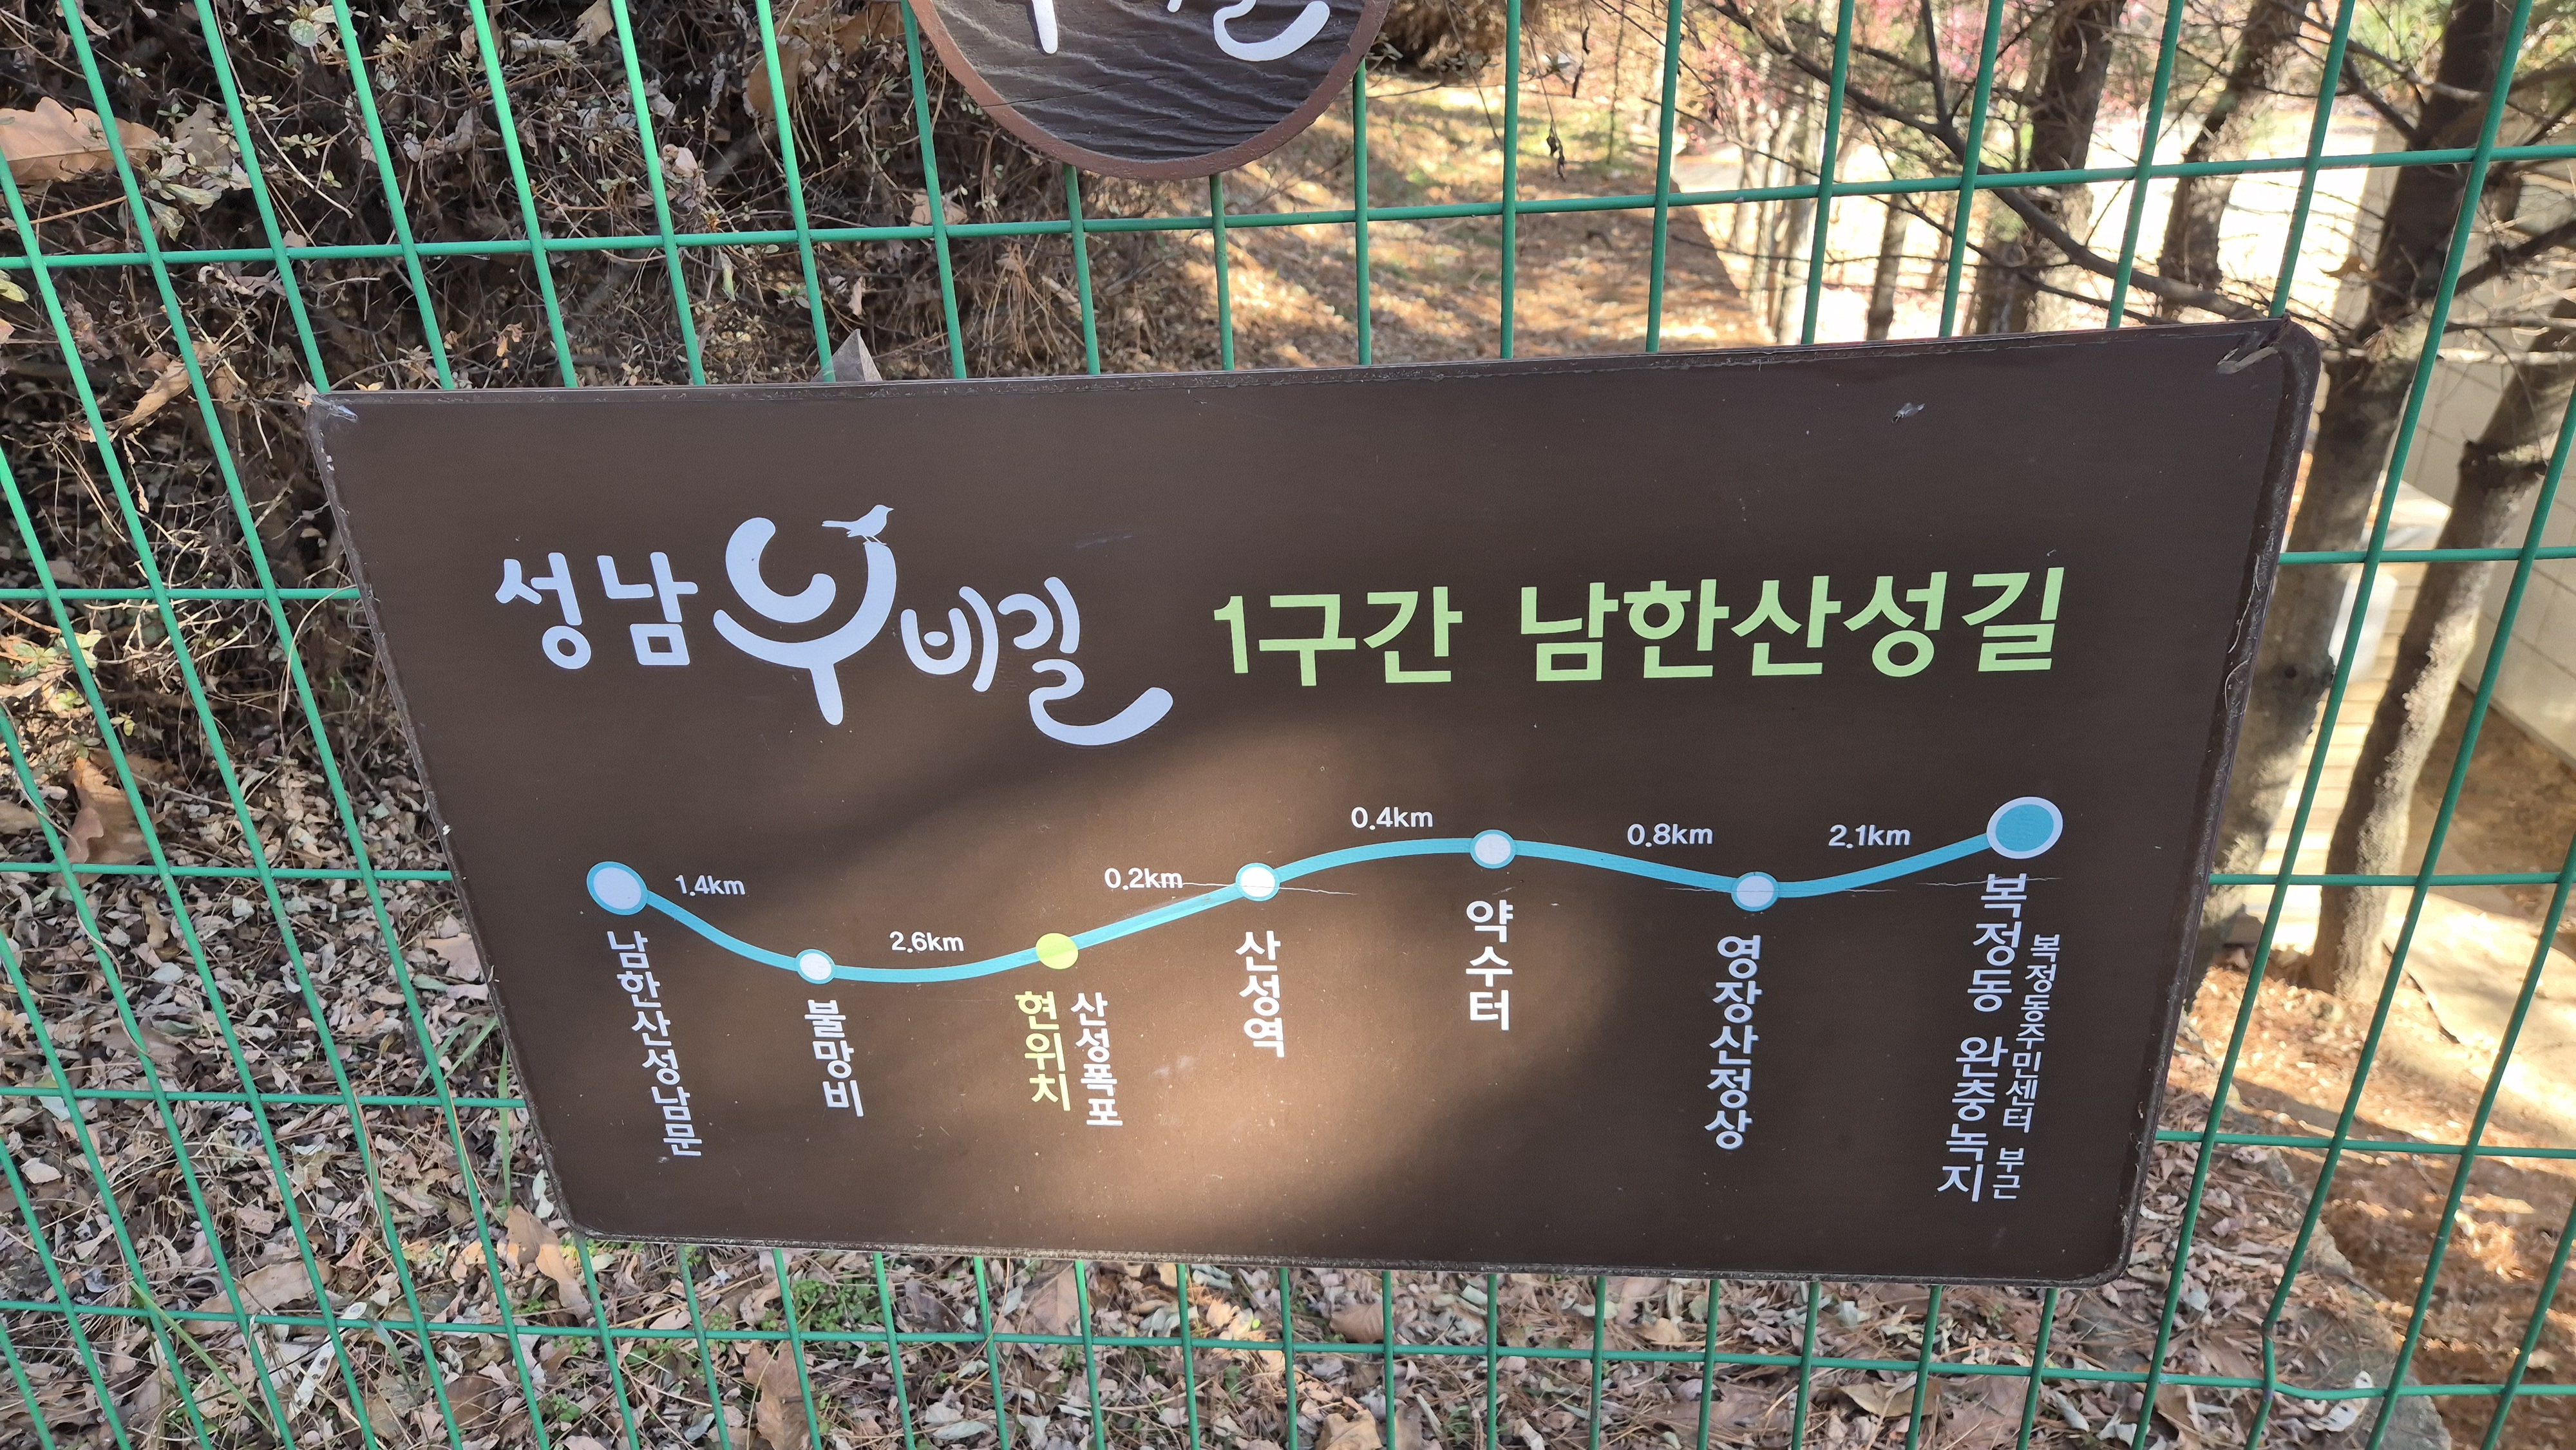 성남누비길 1구간 남한산성길
1.4km
2.6km
0.2km
0.4km
0.8km
2.1km
남한산성남문
불망비
현위치
산성폭포
산성역
약수터
영장산정상
복정동 완충녹지
복정동주민센터 부근